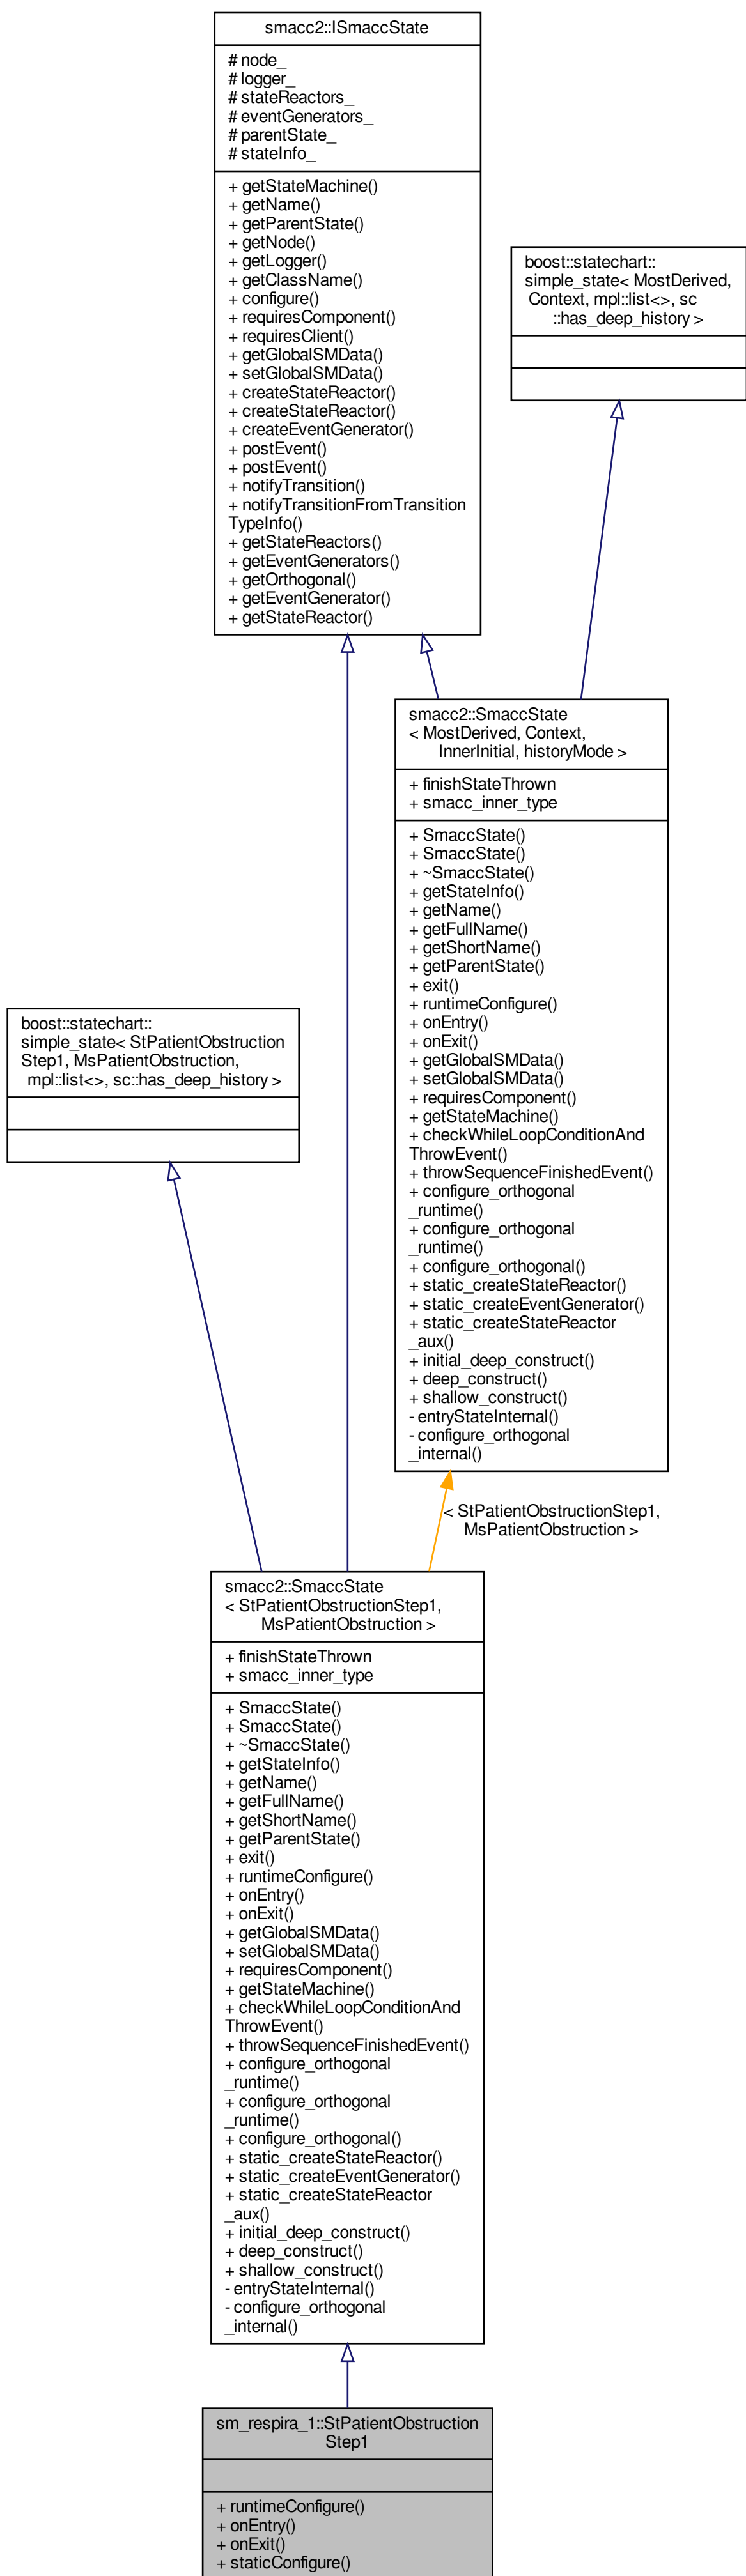 smacc2::ISmaccState
# node_
# logger_
# stateReactors_
# eventGenerators_
# parentState_
# stateInfo_
+ getStateMachine()
+ getName()
+ getParentState()
+ getNode()
+ getLogger()
+ getClassName()
+ configure()
+ requiresComponent()
+ requiresClient()
+ getGlobalSMData()
+ setGlobalSMData()
+ createStateReactor()
+ createStateReactor()
+ createEventGenerator()
+ postEvent()
+ postEvent()
+ notifyTransition()
+ notifyTransitionFromTransition
TypeInfo()
+ getStateReactors()
+ getEventGenerators()
+ getOrthogonal()
+ getEventGenerator()
+ getStateReactor()
boost::statechart::
simple_state< MostDerived,
Context, mpl::list<>, sc
::has_deep_history >
smacc2::SmaccState
< MostDerived, Context,
InnerInitial, historyMode >
+ finishStateThrown
+ smacc_inner_type
+ SmaccState()
+ SmaccState()
+ ~SmaccState()
+ getStateInfo()
+ getName()
+ getFullName()
+ getShortName()
+ getParentState()
+ exit()
+ runtimeConfigure()
+ onEntry()
+ onExit()
+ getGlobalSMData()
+ setGlobalSMData()
+ requiresComponent()
+ getStateMachine()
+ checkWhileLoopConditionAnd
ThrowEvent()
+ throwSequenceFinishedEvent()
+ configure_orthogonal
_runtime()
+ configure_orthogonal
_runtime()
+ configure_orthogonal()
+ static_createStateReactor()
+ static_createEventGenerator()
+ static_createStateReactor
_aux()
+ initial_deep_construct()
+ deep_construct()
+ shallow_construct()
- entryStateInternal()
- configure_orthogonal
_internal()
boost::statechart::
simple_state< StPatientObstruction
Step1, MsPatientObstruction,
mpl::list<>, sc::has_deep_history >
< StPatientObstructionStep1,
MsPatientObstruction >
smacc2::SmaccState
< StPatientObstructionStep1,
MsPatientObstruction >
+ finishStateThrown
+ smacc_inner_type
+ SmaccState()
+ SmaccState()
+ ~SmaccState()
+ getStateInfo()
+ getName()
+ getFullName()
+ getShortName()
+ getParentState()
+ exit()
+ runtimeConfigure()
+ onEntry()
+ onExit()
+ getGlobalSMData()
+ setGlobalSMData()
+ requiresComponent()
+ getStateMachine()
+ checkWhileLoopConditionAnd
ThrowEvent()
+ throwSequenceFinishedEvent()
+ configure_orthogonal
_runtime()
+ configure_orthogonal
_runtime()
+ configure_orthogonal()
+ static_createStateReactor()
+ static_createEventGenerator()
+ static_createStateReactor
_aux()
+ initial_deep_construct()
+ deep_construct()
+ shallow_construct()
- entryStateInternal()
- configure_orthogonal
_internal()
sm_respira_1::StPatientObstruction
Step1
+ runtimeConfigure()
+ onEntry()
+ onExit()
+ staticConfigure()